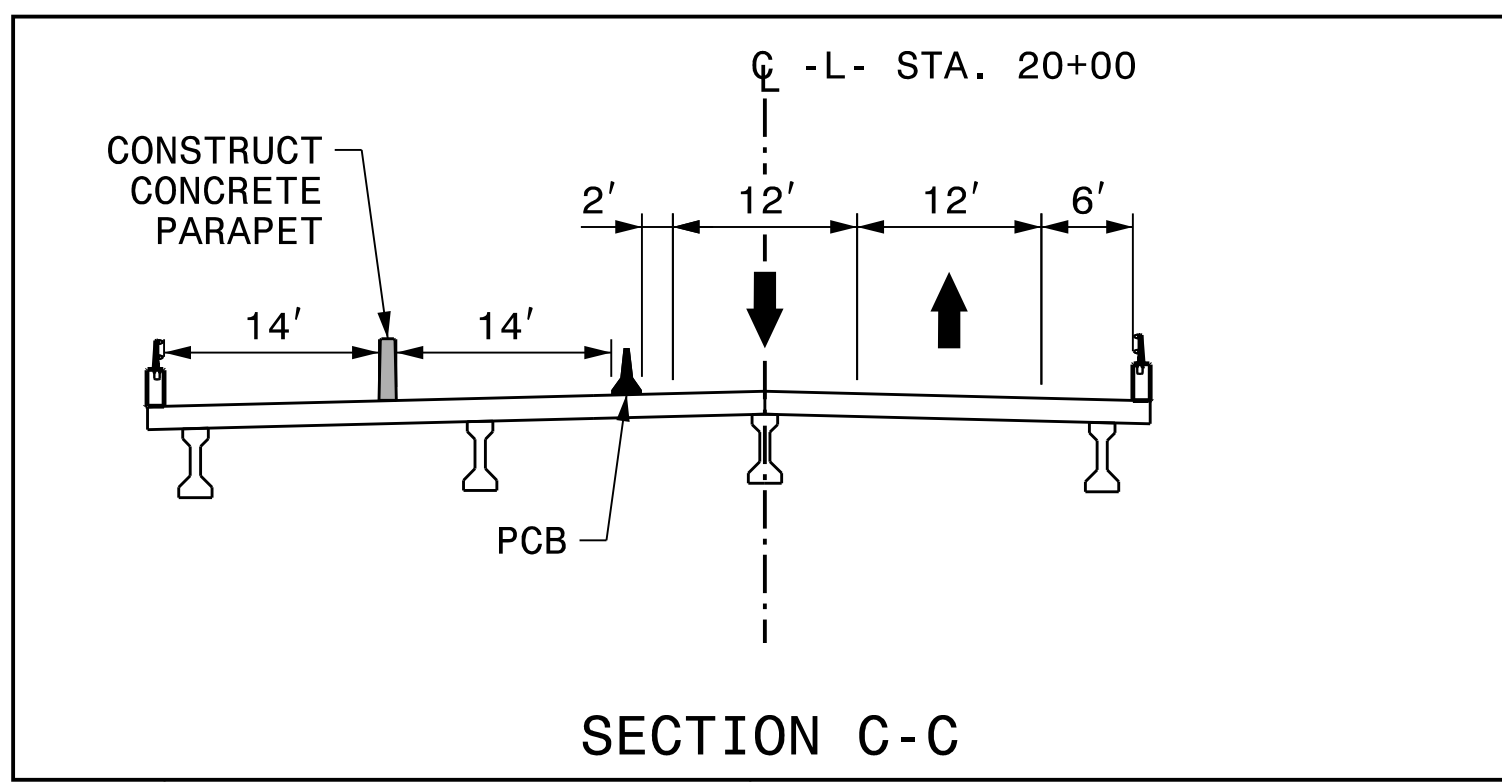 ℄ -L- STA. 20+00
CONSTRUCT
CONCRETE
PARAPET
2' 12' 12' 6'
14' 14'
PCB
SECTION C-C